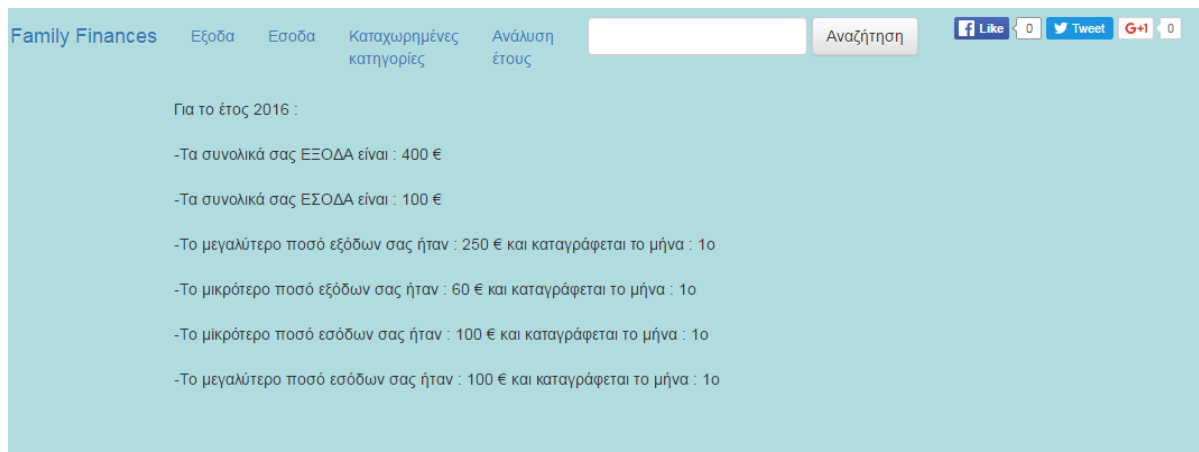 Family Finances Εξοδα Εσοδα Καταχωρημένες κατηγορίες Ανάλυση έτους Αναζήτηση Like 0 Tweet G+1 0
Για το έτος 2016 :
-Τα συνολικά σας ΕΞΟΔΑ είναι : 400 €
-Τα συνολικά σας ΕΣΟΔΑ είναι : 100 €
-Το μεγαλύτερο ποσό εξόδων σας ήταν : 250 € και καταγράφεται το μήνα : 1ο
-Το μικρότερο ποσό εξόδων σας ήταν : 60 € και καταγράφεται το μήνα : 1ο
-Το μίκρότερο ποσό εσόδων σας ήταν : 100 € και καταγράφεται το μήνα : 1ο
-Το μεγαλύτερο ποσό εσόδων σας ήταν : 100 € και καταγράφεται το μήνα : 1ο